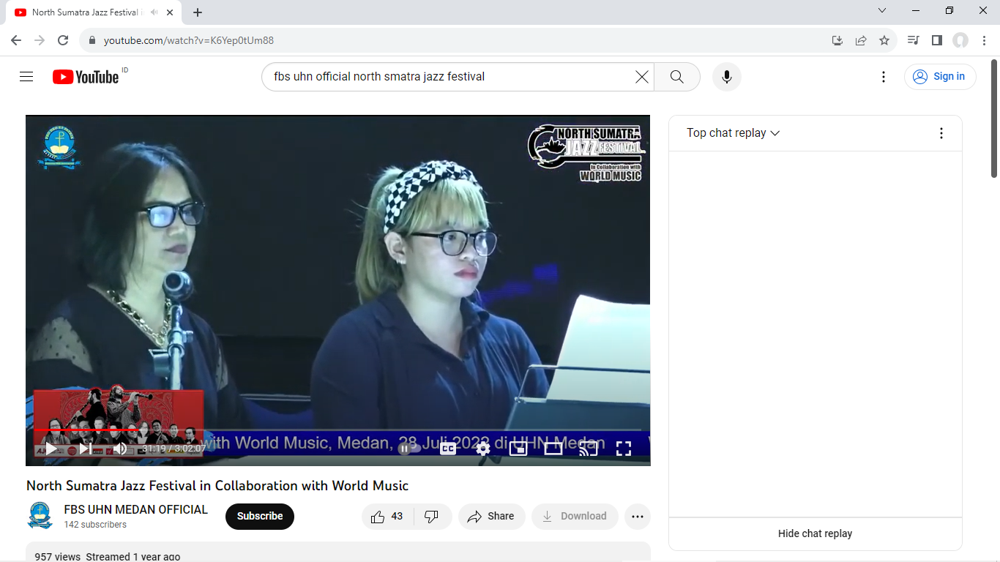 North Sumatra Jazz Festival i
youtube.com/watch?v=K6Yep0tUm88
YouTube ID
fbs uhn official north smatra jazz festival
Sign in
NORTH SUMATRA
JAZZ FESTIVAL
in Collaboration with
WORLD MUSIC
Top chat replay
with World Music, Medan, 28 Juli 2022 di UHN Medan
31:19 / 3:02:07
CC
North Sumatra Jazz Festival in Collaboration with World Music
FBS UHN MEDAN OFFICIAL
142 subscribers
Subscribe
43
Share
Download
Hide chat replay
957 views Streamed 1 year ago